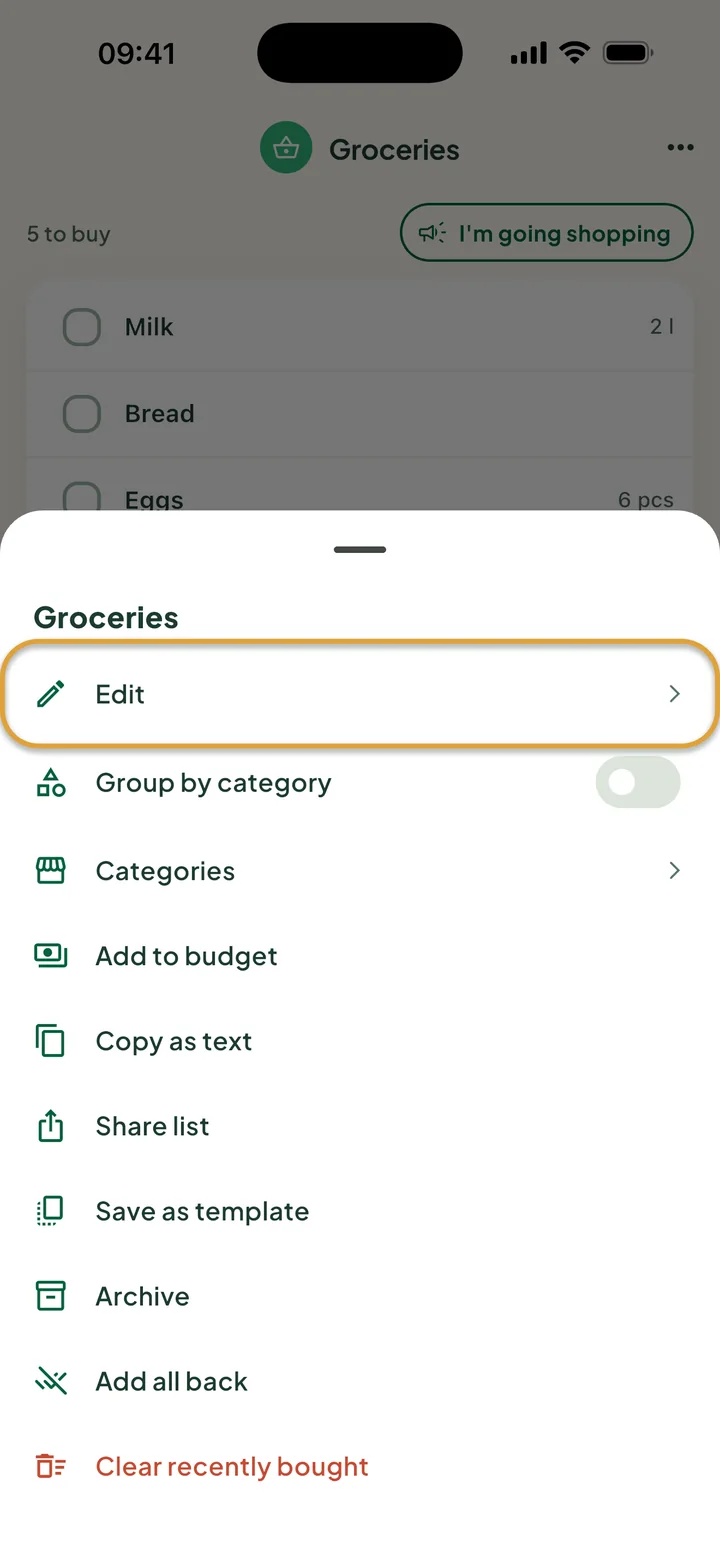 09:41
Groceries
5 to buy
I'm going shopping
Milk
2 l
Bread
Eggs
6 pcs
Groceries
Edit
Group by category
Categories
Add to budget
Copy as text
Share list
Save as template
Archive
Add all back
Clear recently bought